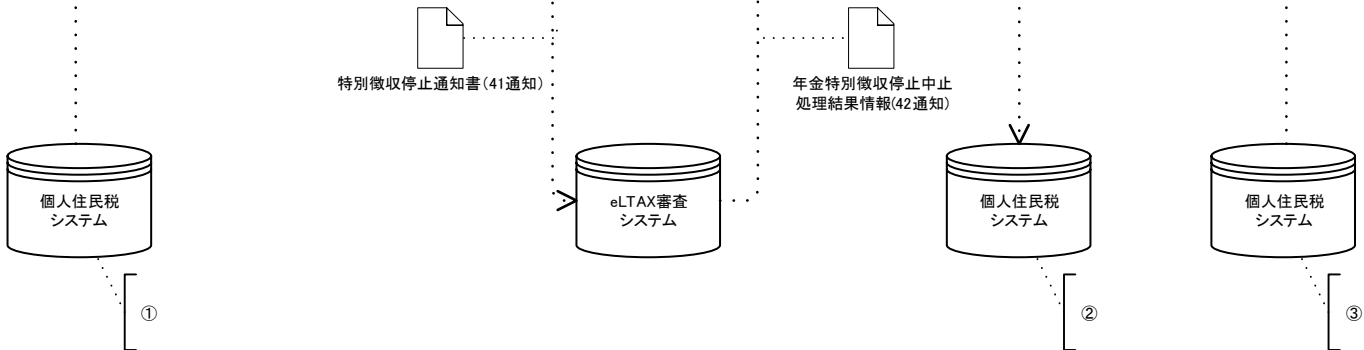 特別徴収停止通知書(41通知)
年金特別徴収停止中止
処理結果情報(42通知)
個人住民税
システム
eLTAX審査
システム
個人住民税
システム
個人住民税
システム
①
②
③